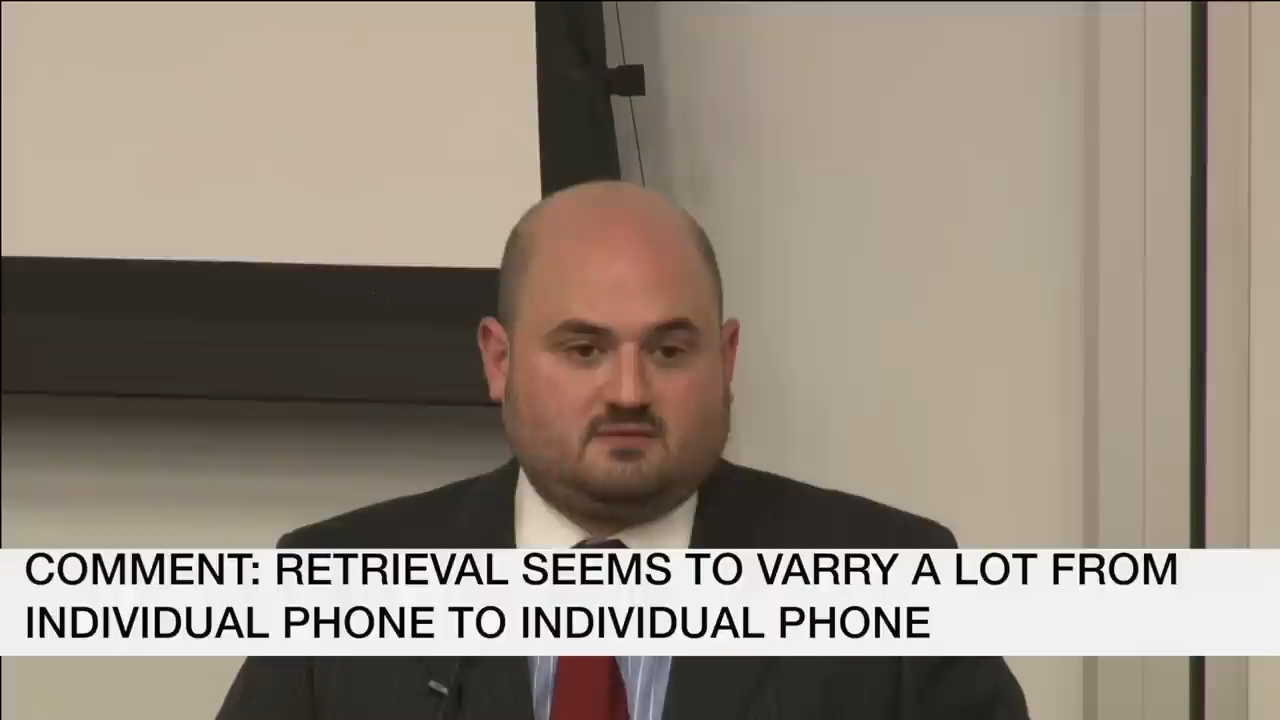 COMMENT: RETRIEVAL SEEMS TO VARRY A LOT FROM
INDIVIDUAL PHONE TO INDIVIDUAL PHONE